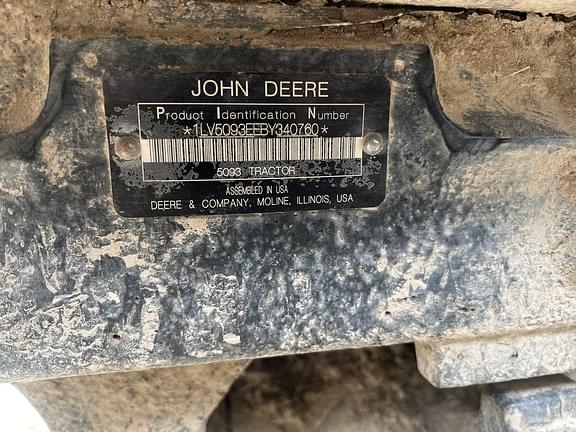 JOHN DEERE
Product Identification Number
*1LV5093EEBY340760*
5093 TRACTOR
ASSEMBLED IN USA
DEERE & COMPANY, MOLINE, ILLINOIS, USA